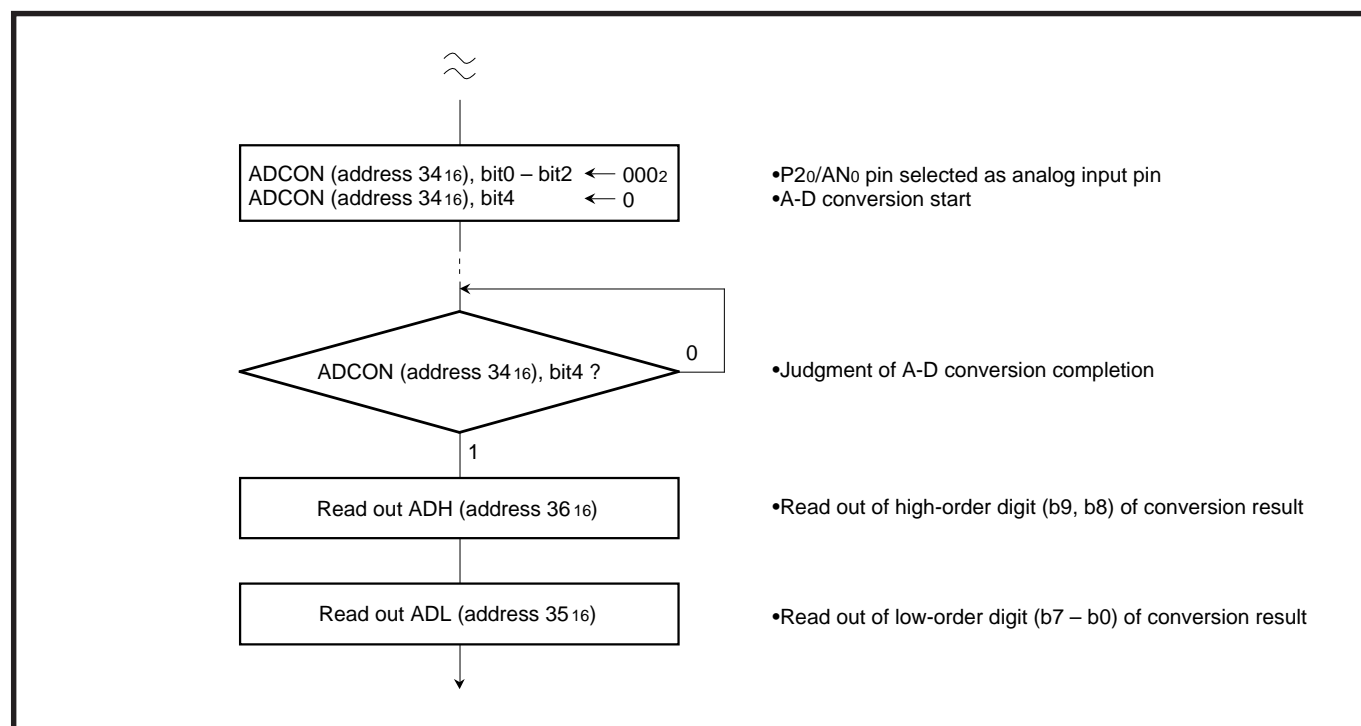 ADCON (address 34₁₆), bit0 – bit2 ← 000₂
ADCON (address 34₁₆), bit4 ← 0
•P2₀/AN₀ pin selected as analog input pin
•A-D conversion start
ADCON (address 34₁₆), bit4 ?
0
•Judgment of A-D conversion completion
1
Read out ADH (address 36₁₆)
•Read out of high-order digit (b9, b8) of conversion result
Read out ADL (address 35₁₆)
•Read out of low-order digit (b7 – b0) of conversion result